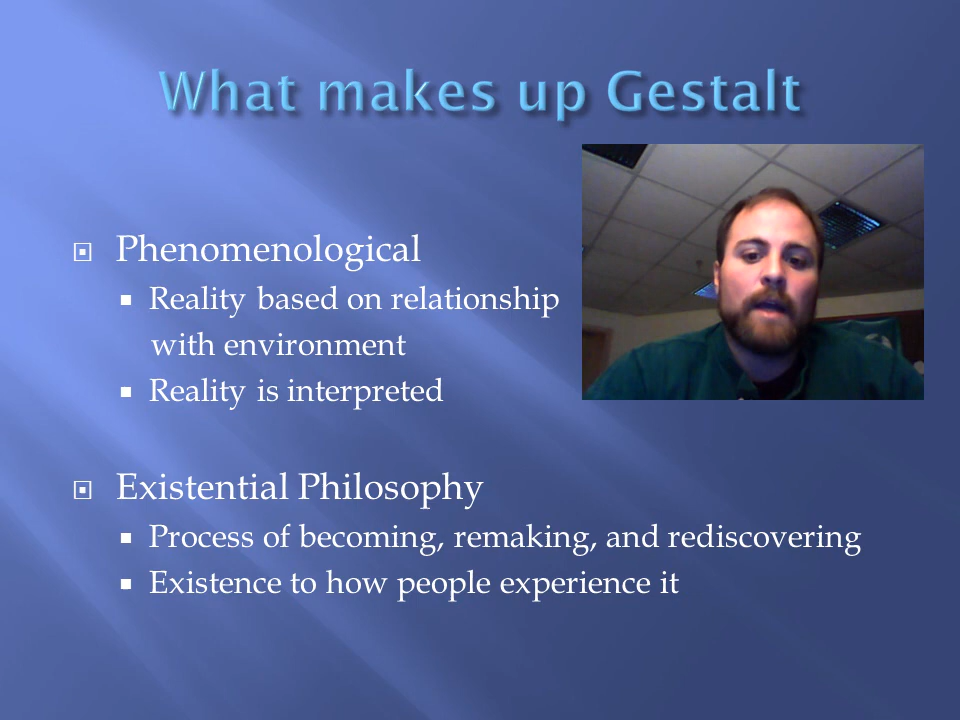 What makes up Gestalt
Phenomenological
Reality based on relationship
with environment
Reality is interpreted
Existential Philosophy
Process of becoming, remaking, and rediscovering
Existence to how people experience it